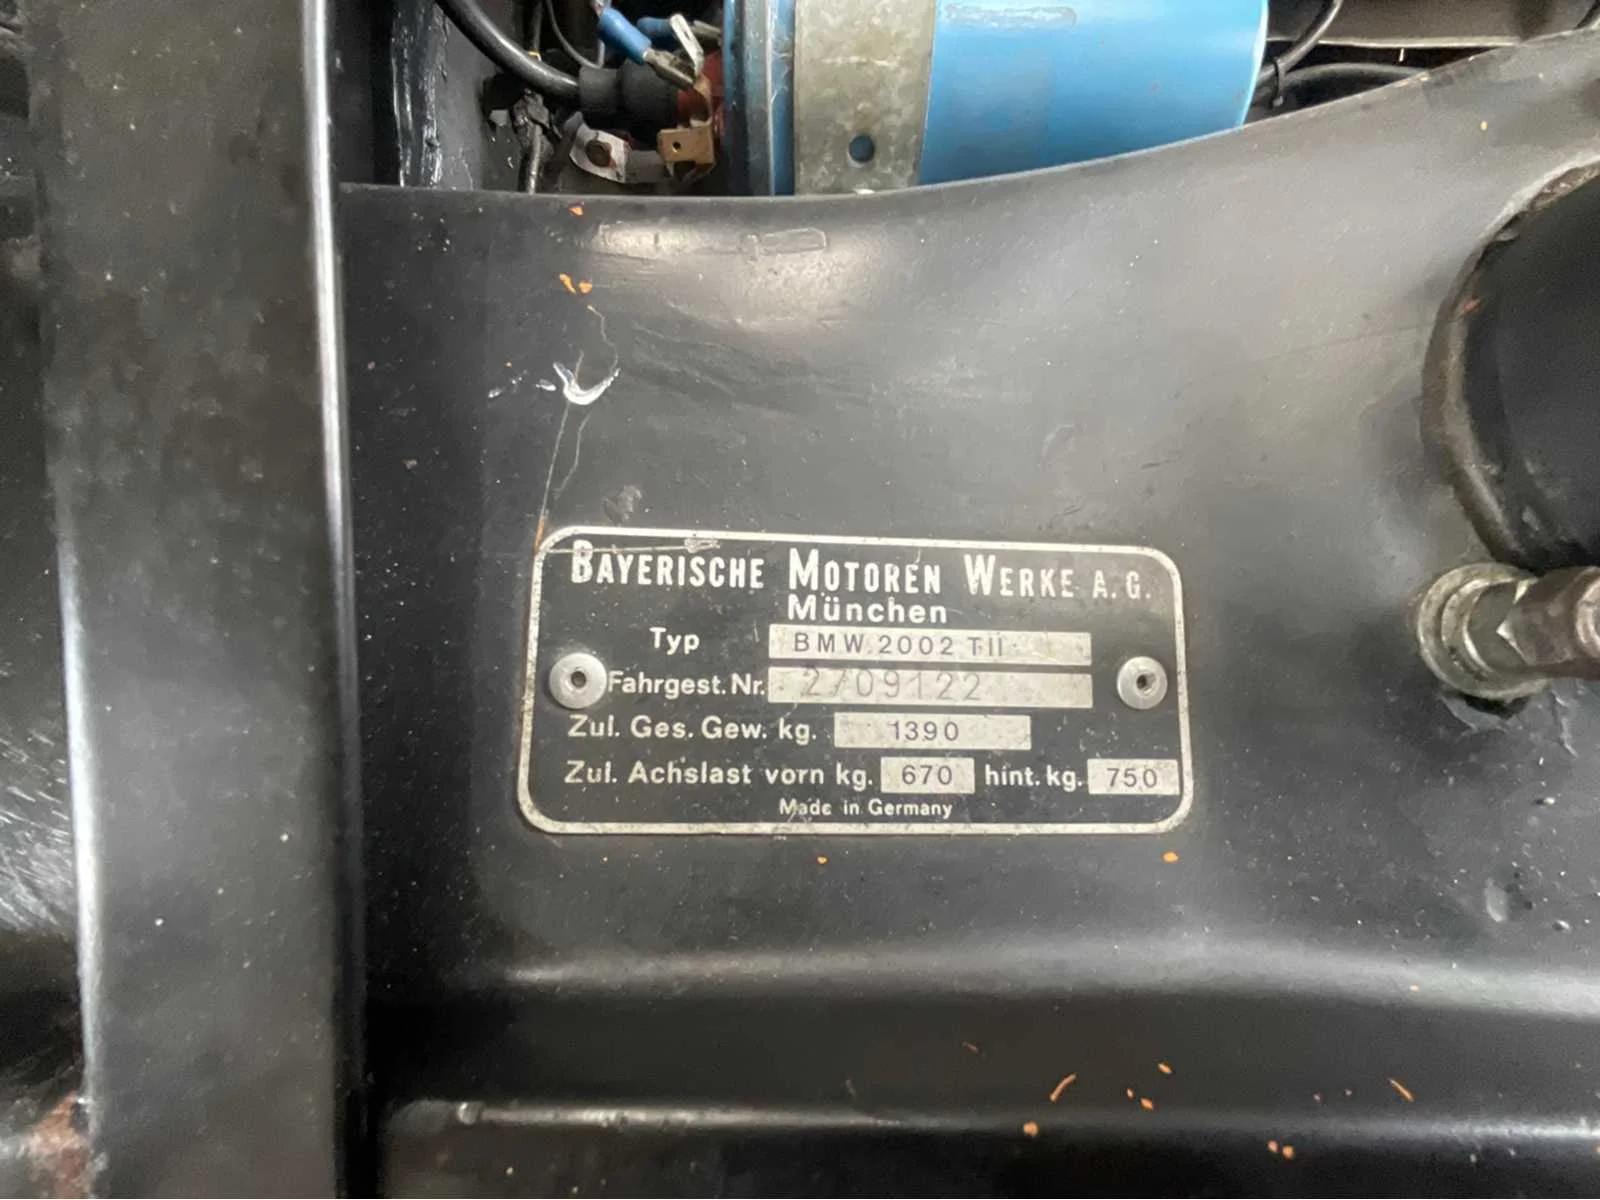 BAYERISCHE MOTOREN WERKE A.G.
München
Typ BMW 2002 TII
Fahrgest.Nr. 2709122
Zul. Ges. Gew. kg. 1390
Zul. Achslast vorn kg. 670 hint. kg. 750
Made in Germany